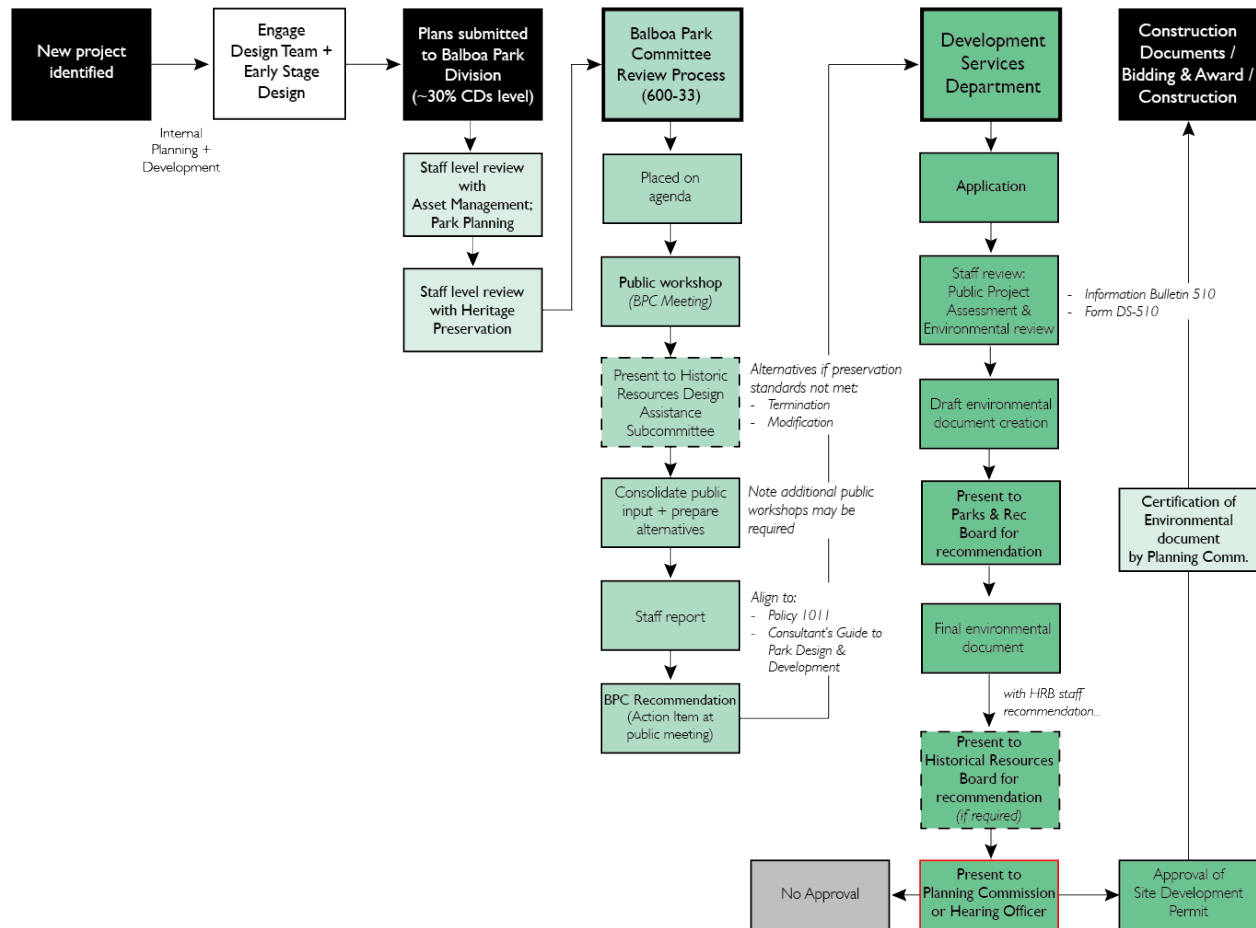 New project
identified
Internal
Planning +
Development
Engage
Design Team +
Early Stage
Design
Plans submitted
to Balboa Park
Division
(~30% CDs level)
Staff level review
with
Asset Management;
Park Planning
Staff level review
with Heritage
Preservation
Balboa Park
Committee
Review Process
(600-33)
Placed on
agenda
Public workshop
(BPC Meeting)
Present to Historic
Resources Design
Assistance
Subcommittee
Alternatives if preservation
standards not met:
- Termination
- Modification
Consolidate public
input + prepare
alternatives
Note additional public
workshops may be
required
Staff report
Align to:
- Policy 1011
- Consultant's Guide to
Park Design &
Development
BPC Recommendation
(Action Item at
public meeting)
Development
Services
Department
Application
Staff review:
Public Project
Assessment &
Environmental review
- Information Bulletin 510
- Form DS-510
Draft environmental
document creation
Present to
Parks & Rec
Board for
recommendation
Final environmental
document
with HRB staff
recommendation...
Present to
Historical Resources
Board for
recommendation
(if required)
Present to
Planning Commission
or Hearing Officer
No Approval
Approval of
Site Development
Permit
Certification of
Environmental
document
by Planning Comm.
Construction
Documents /
Bidding & Award /
Construction